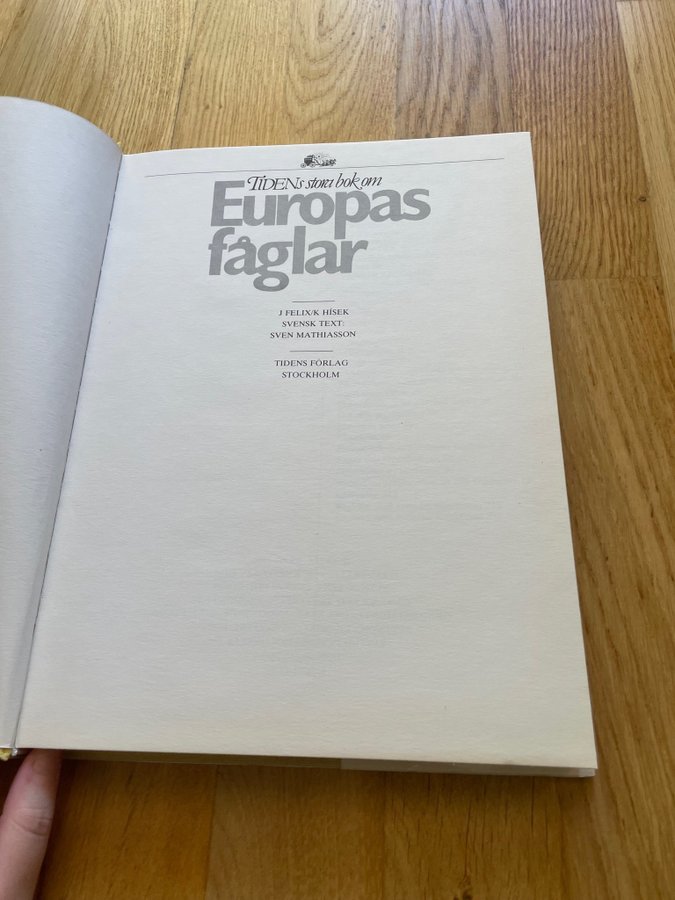 TIDENs stora bok om
Europas
fåglar
J FELIX/K HÍSEK
SVENSK TEXT:
SVEN MATHIASSON
TIDENS FÖRLAG
STOCKHOLM